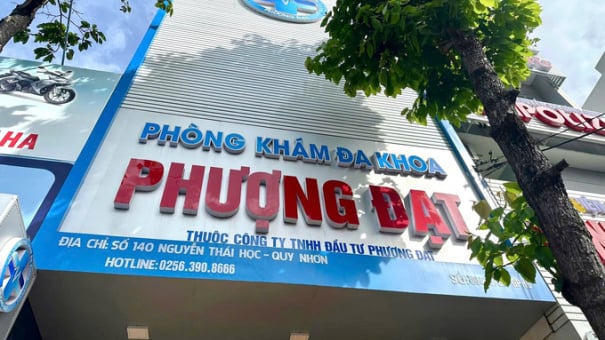 PHÒNG KHÁM ĐA KHOA
PHƯỢNG ĐẠT
THUỘC CÔNG TY TNHH ĐẦU TƯ PHƯỢNG ĐẠT
ĐỊA CHỈ: SỐ 140 NGUYỄN THÁI HỌC - QUY NHƠN
HOTLINE: 0256.390.8666